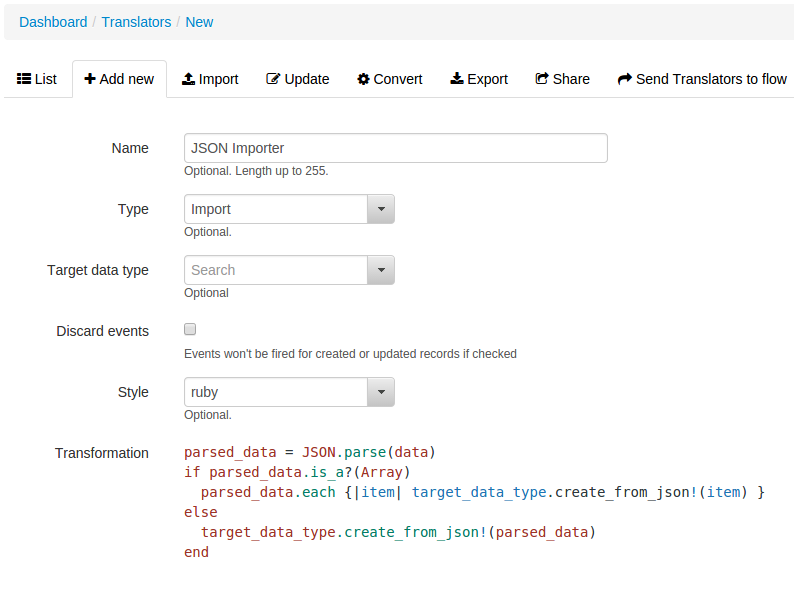 Dashboard / Translators / New
List Add new Import Update Convert Export Share Send Translators to flow
Name JSON Importer
Optional. Length up to 255.
Type Import
Optional.
Target data type Search
Optional
Discard events
Events won't be fired for created or updated records if checked
Style ruby
Optional.
Transformation parsed_data = JSON.parse(data)
if parsed_data.is_a?(Array)
  parsed_data.each {|item| target_data_type.create_from_json!(item) }
else
  target_data_type.create_from_json!(parsed_data)
end